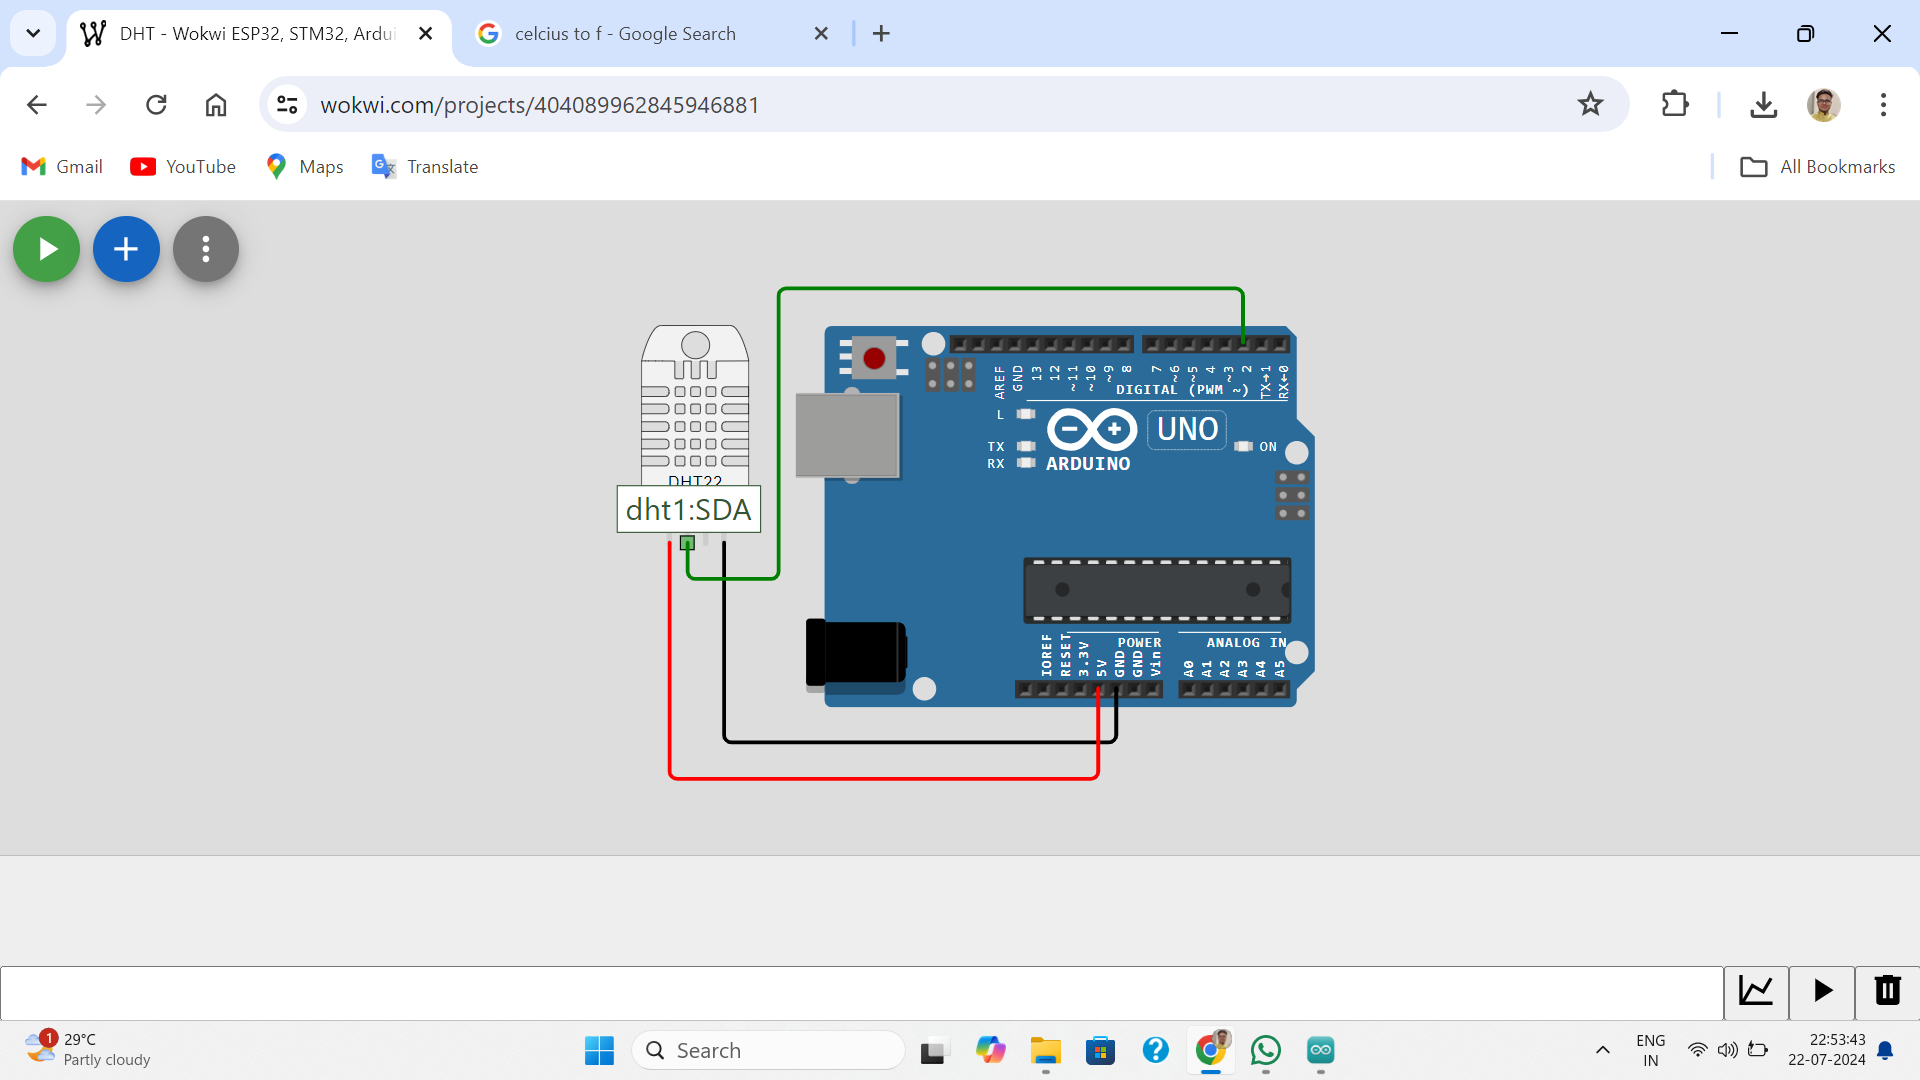 DHT - Wokwi ESP32, STM32, Ardui
celcius to f - Google Search
wokwi.com/projects/404089962845946881
Gmail
YouTube
Maps
Translate
All Bookmarks
DHT22
dht1:SDA
AREF
GND
13
12
~11
~10
~9
8
7
~6
~5
4
~3
2
TX→1
RX←0
DIGITAL (PWM ~)
L
TX
RX
UNO
ON
ARDUINO
IOREF
RESET
3.3V
5V
GND
GND
Vin
POWER
ANALOG IN
A0
A1
A2
A3
A4
A5
1
29°C
Partly cloudy
Search
ENG
IN
22:53:43
22-07-2024